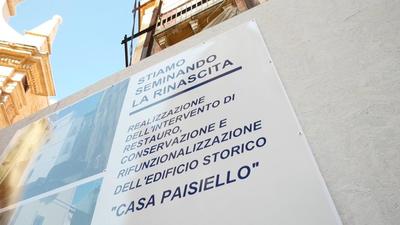 STIAMO
SEMINANDO
LA RINASCITA
REALIZZAZIONE
DELL'INTERVENTO DI
RESTAURO,
CONSERVAZIONE E
RIFUNZIONALIZZAZIONE
DELL'EDIFICIO STORICO
"CASA PAISIELLO"